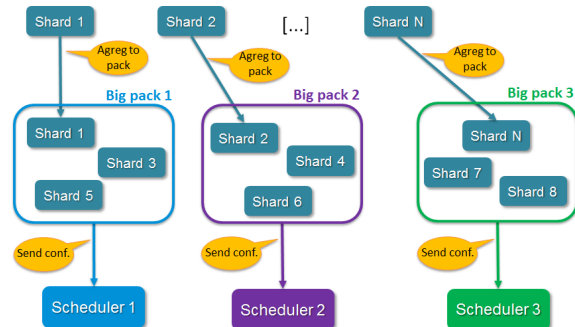 Shard 1
Shard 2
[...]
Shard N
Agreg to
pack
Agreg to
pack
Agreg to
pack
Big pack 1
Big pack 2
Big pack 3
Shard 1
Shard 3
Shard 5
Shard 2
Shard 4
Shard 6
Shard N
Shard 7
Shard 8
Send conf.
Send conf.
Send conf.
Scheduler 1
Scheduler 2
Scheduler 3